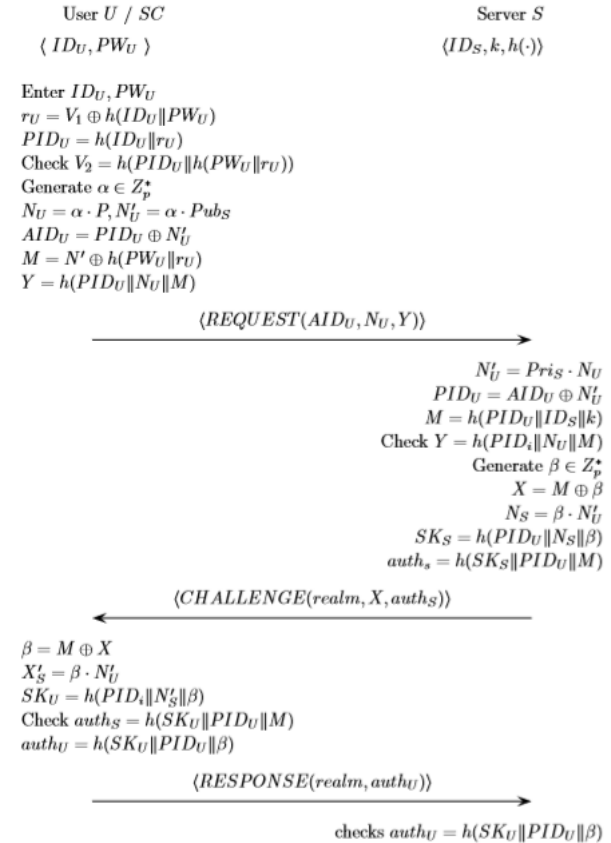 User U / SC
Server S
⟨ ID_U, PW_U ⟩
⟨ID_S, k, h(·)⟩
Enter ID_U, PW_U
r_U = V_1 ⊕ h(ID_U‖PW_U)
PID_U = h(ID_U‖r_U)
Check V_2 = h(PID_U‖h(PW_U‖r_U))
Generate α ∈ Z_p^*
N_U = α · P, N'_U = α · Pub_S
AID_U = PID_U ⊕ N'_U
M = N' ⊕ h(PW_U‖r_U)
Y = h(PID_U‖N_U‖M)
⟨REQUEST(AID_U, N_U, Y)⟩
N'_U = Pri_S · N_U
PID_U = AID_U ⊕ N'_U
M = h(PID_U‖ID_S‖k)
Check Y = h(PID_i‖N_U‖M)
Generate β ∈ Z_p^*
X = M ⊕ β
N_S = β · N'_U
SK_S = h(PID_U‖N_S‖β)
auth_s = h(SK_S‖PID_U‖M)
⟨CHALLENGE(realm, X, auth_S)⟩
β = M ⊕ X
X'_S = β · N'_U
SK_U = h(PID_i‖N'_S‖β)
Check auth_S = h(SK_U‖PID_U‖M)
auth_U = h(SK_U‖PID_U‖β)
⟨RESPONSE(realm, auth_U)⟩
checks auth_U = h(SK_U‖PID_U‖β)